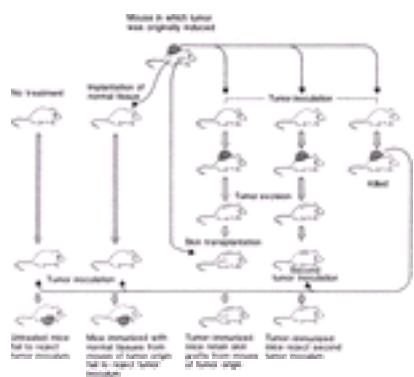 Mouse in which tumor
was originally induced
No treatment
Implantation of
normal tissue
Tumor inoculation
Killed
Tumor excision
Skin transplantation
Second
tumor inoculation
Tumor inoculation
Untreated mice
fail to reject
tumor inoculum
Mice immunized with
normal tissues from
mouse of tumor origin
fail to reject tumor
inoculum
Tumor-immunized
mice retain skin
grafts from mouse
of tumor origin
Tumor-immunized
mice reject second
tumor inoculum